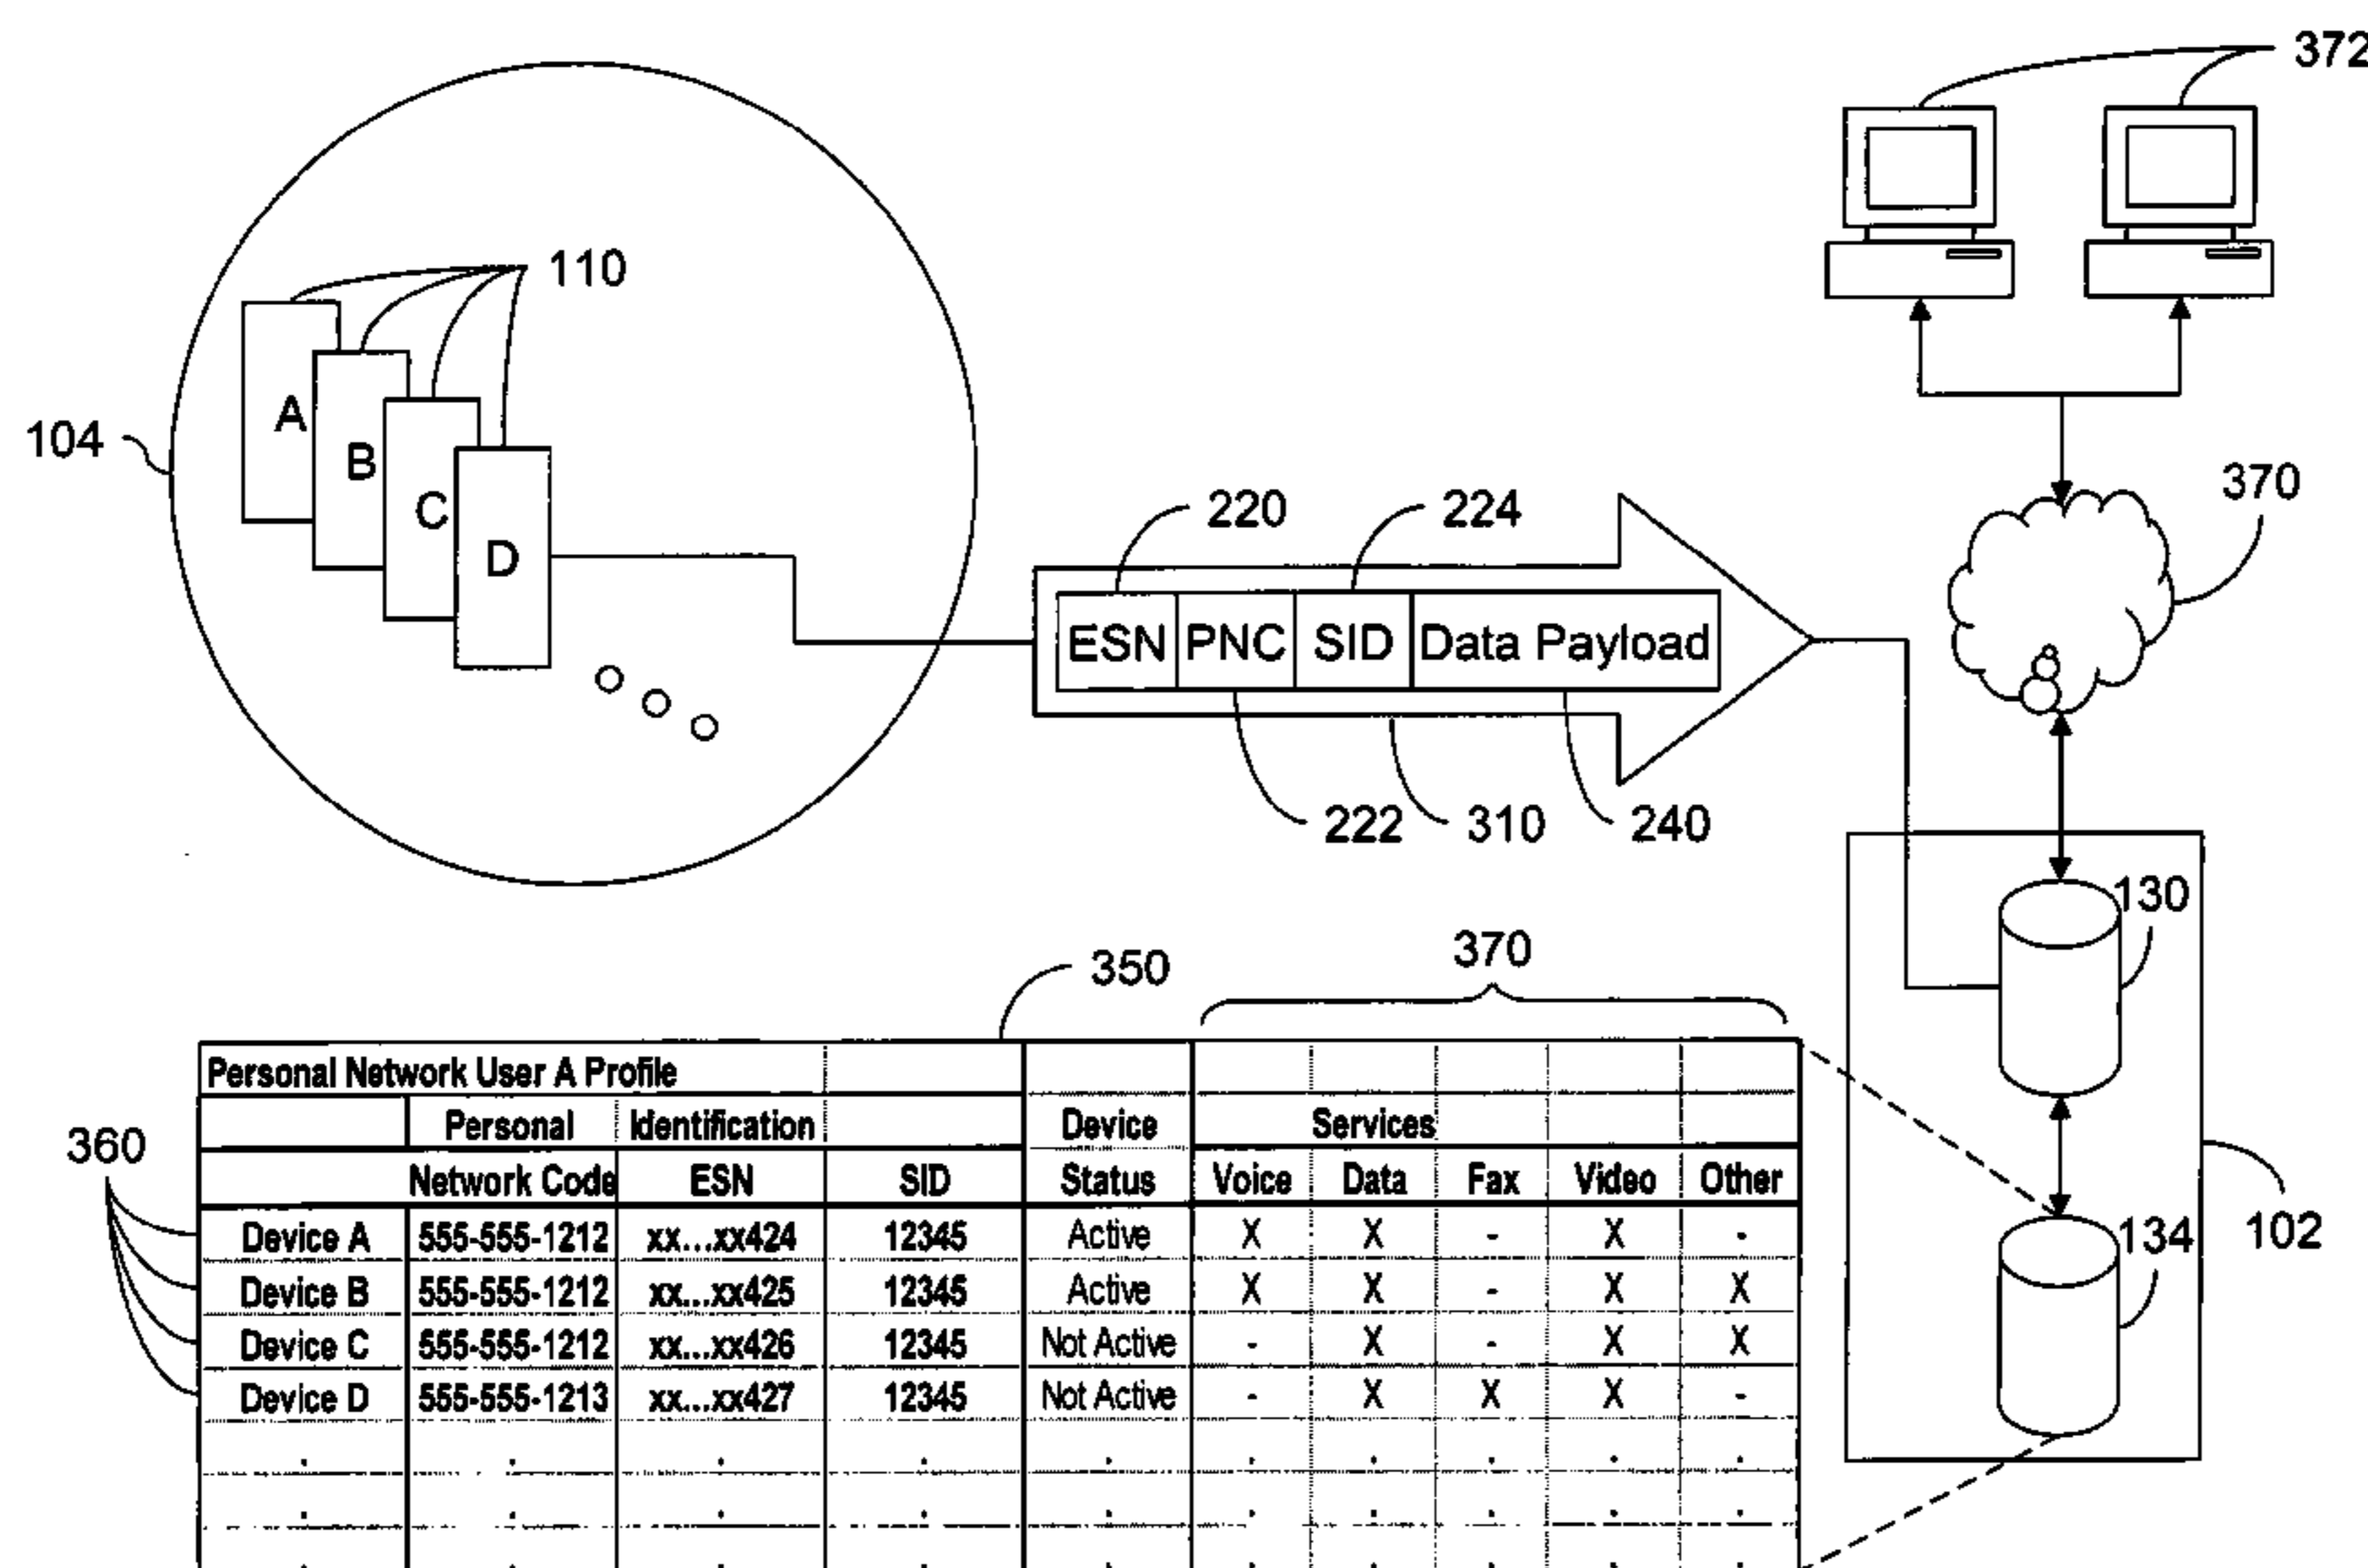 372
110
A
B
C
D
104
370
220
224
ESN PNC SID Data Payload
222
310
240
130
350
370
Personal Network User A Profile
Personal Identification Device Services
360
Network Code ESN SID Status Voice Data Fax Video Other
Device A 555-555-1212 xx...xx424 12345 Active X X - X -
Device B 555-555-1212 xx...xx425 12345 Active X X - X X
Device C 555-555-1212 xx...xx426 12345 Not Active - X - X X
Device D 555-555-1213 xx...xx427 12345 Not Active - X X X -
134
102